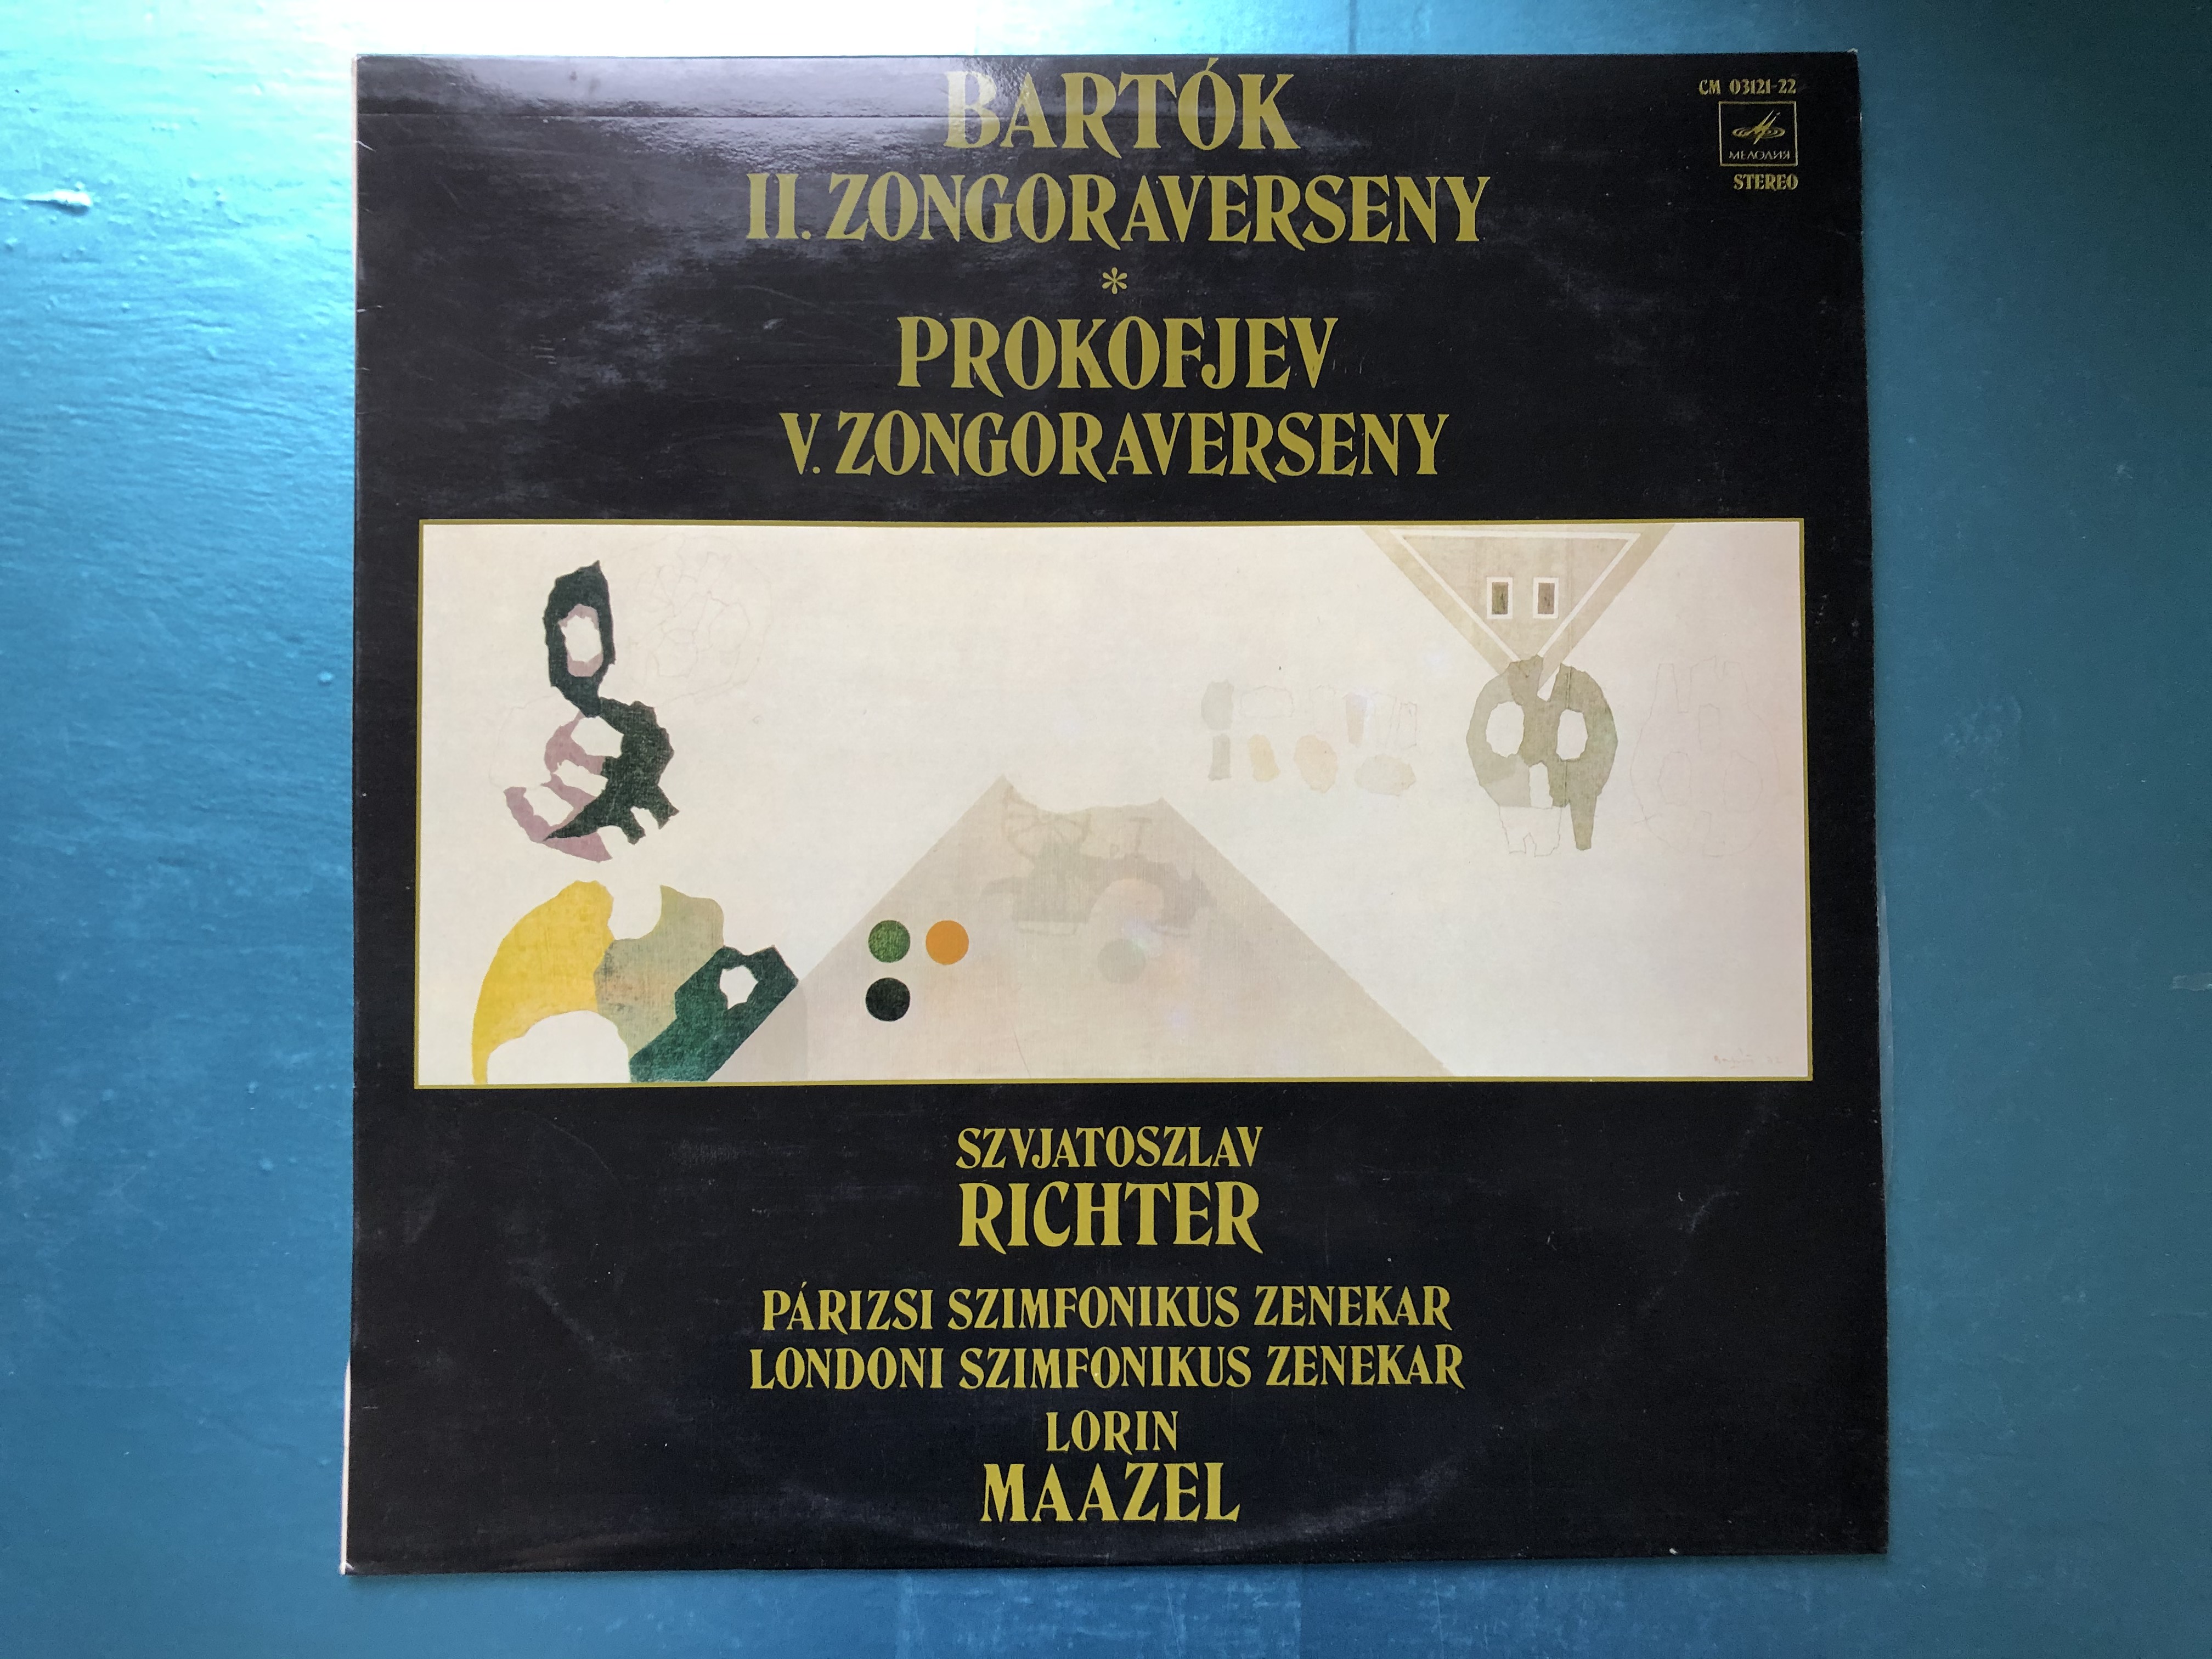 BARTÓK
II. ZONGORAVERSENY
*
PROKOFJEV
V. ZONGORAVERSENY
CM 03121-22
МЕЛОДИЯ
STEREO
SZVJATOSZLAV
RICHTER
PÁRIZSI SZIMFONIKUS ZENEKAR
LONDONI SZIMFONIKUS ZENEKAR
LORIN
MAAZEL